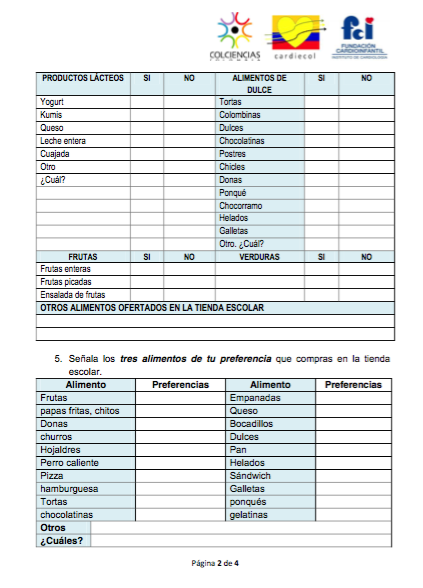 COLCIENCIAS
COLOMBIA
cardiecol
fci
FUNDACIÓN
CARDIOINFANTIL
INSTITUTO DE CARDIOLOGÍA
PRODUCTOS LÁCTEOS SI NO ALIMENTOS DE DULCE SI NO
Yogurt Tortas
Kumis Colombinas
Queso Dulces
Leche entera Chocolatinas
Cuajada Postres
Otro Chicles
¿Cuál? Donas
Ponqué
Chocorramo
Helados
Galletas
Otro. ¿Cuál?
FRUTAS SI NO VERDURAS SI NO
Frutas enteras
Frutas picadas
Ensalada de frutas
OTROS ALIMENTOS OFERTADOS EN LA TIENDA ESCOLAR
5. Señala los tres alimentos de tu preferencia que compras en la tienda
escolar.
Alimento Preferencias Alimento Preferencias
Frutas Empanadas
papas fritas, chitos Queso
Donas Bocadillos
churros Dulces
Hojaldres Pan
Perro caliente Helados
Pizza Sándwich
hamburguesa Galletas
Tortas ponqués
chocolatinas gelatinas
Otros
¿Cuáles?
Página 2 de 4